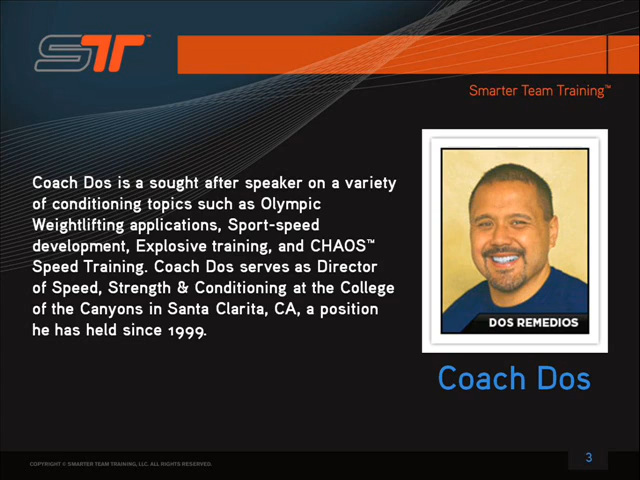 STT™
Smarter Team Training™
Coach Dos is a sought after speaker on a variety
of conditioning topics such as Olympic
Weightlifting applications, Sport-speed
development, Explosive training, and CHAOS™
Speed Training. Coach Dos serves as Director
of Speed, Strength & Conditioning at the College
of the Canyons in Santa Clarita, CA, a position
he has held since 1999.
DOS REMEDIOS
Coach Dos
COPYRIGHT © SMARTER TEAM TRAINING, LLC. ALL RIGHTS RESERVED.
3